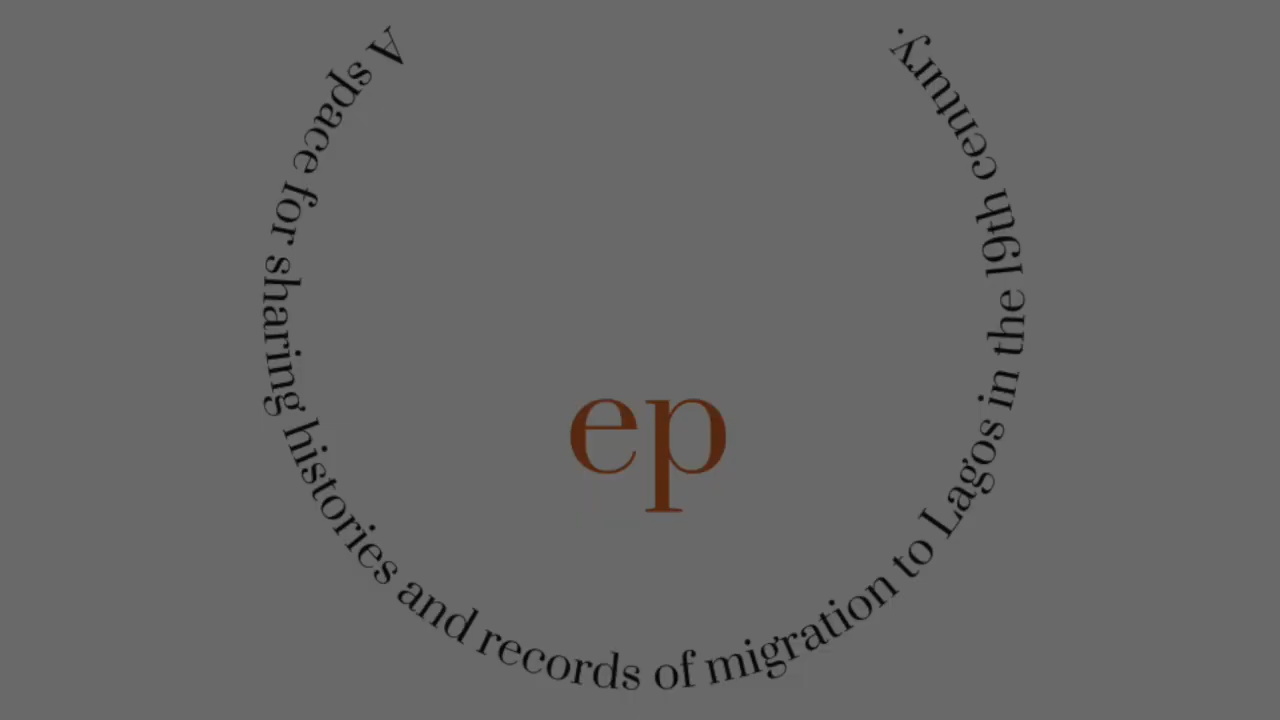 A space for sharing histories and records of migration to Lagos in the 19th century.
ep